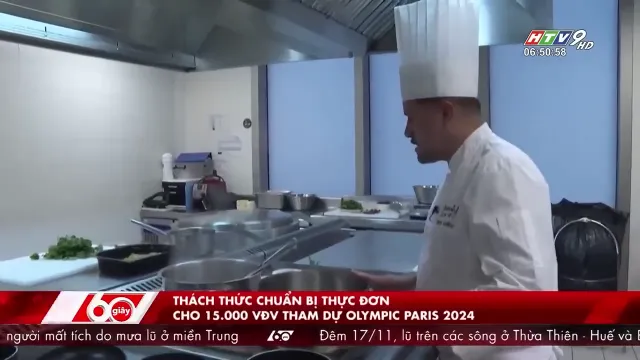 HTV9 HD
06:50:58
60 giây
THÁCH THỨC CHUẨN BỊ THỰC ĐƠN
CHO 15.000 VĐV THAM DỰ OLYMPIC PARIS 2024
người mất tích do mưa lũ ở miền Trung 60 giây Đêm 17/11, lũ trên các sông ở Thừa Thiên - Huế và